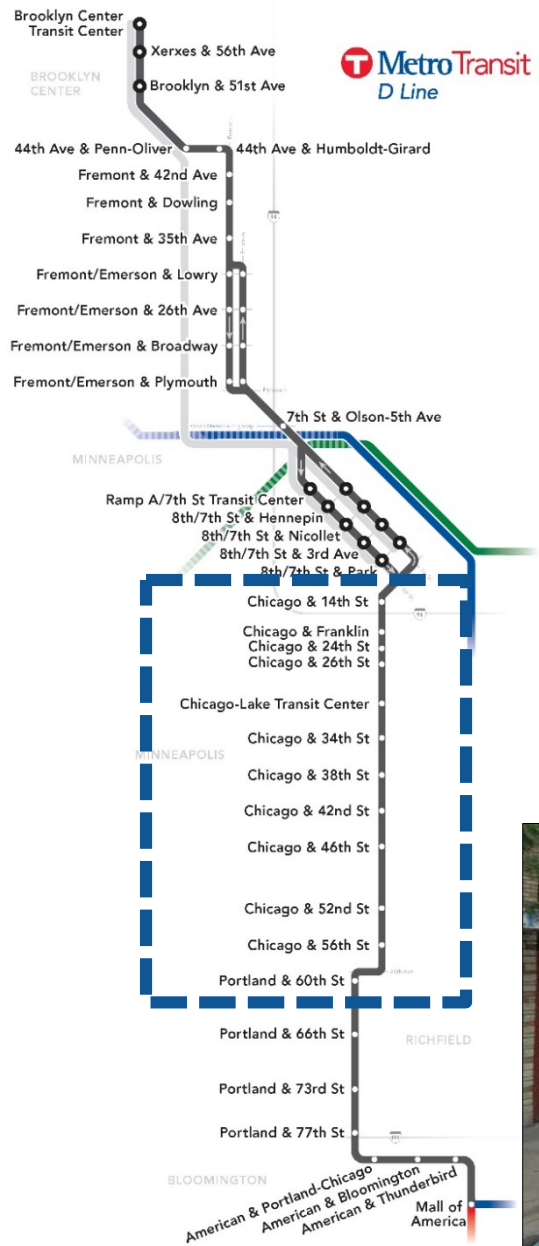 Brooklyn Center
Transit Center
MetroTransit
D Line
Xerxes & 56th Ave
BROOKLYN
CENTER
Brooklyn & 51st Ave
44th Ave & Penn-Oliver
44th Ave & Humboldt-Girard
Fremont & 42nd Ave
Fremont & Dowling
Fremont & 35th Ave
94
Fremont/Emerson & Lowry
Fremont/Emerson & 26th Ave
Fremont/Emerson & Broadway
Fremont/Emerson & Plymouth
7th St & Olson-5th Ave
MINNEAPOLIS
Ramp A/7th St Transit Center
8th/7th St & Hennepin
8th/7th St & Nicollet
8th/7th St & 3rd Ave
8th/7th St & Park
Chicago & 14th St
94
Chicago & Franklin
Chicago & 24th St
Chicago & 26th St
Chicago-Lake Transit Center
Chicago & 34th St
MINNEAPOLIS
Chicago & 38th St
Chicago & 42nd St
Chicago & 46th St
Chicago & 52nd St
Chicago & 56th St
Portland & 60th St
Portland & 66th St
RICHFIELD
Portland & 73rd St
Portland & 77th St
BLOOMINGTON
American & Portland-Chicago
American & Bloomington
American & Thunderbird
Mall of
America